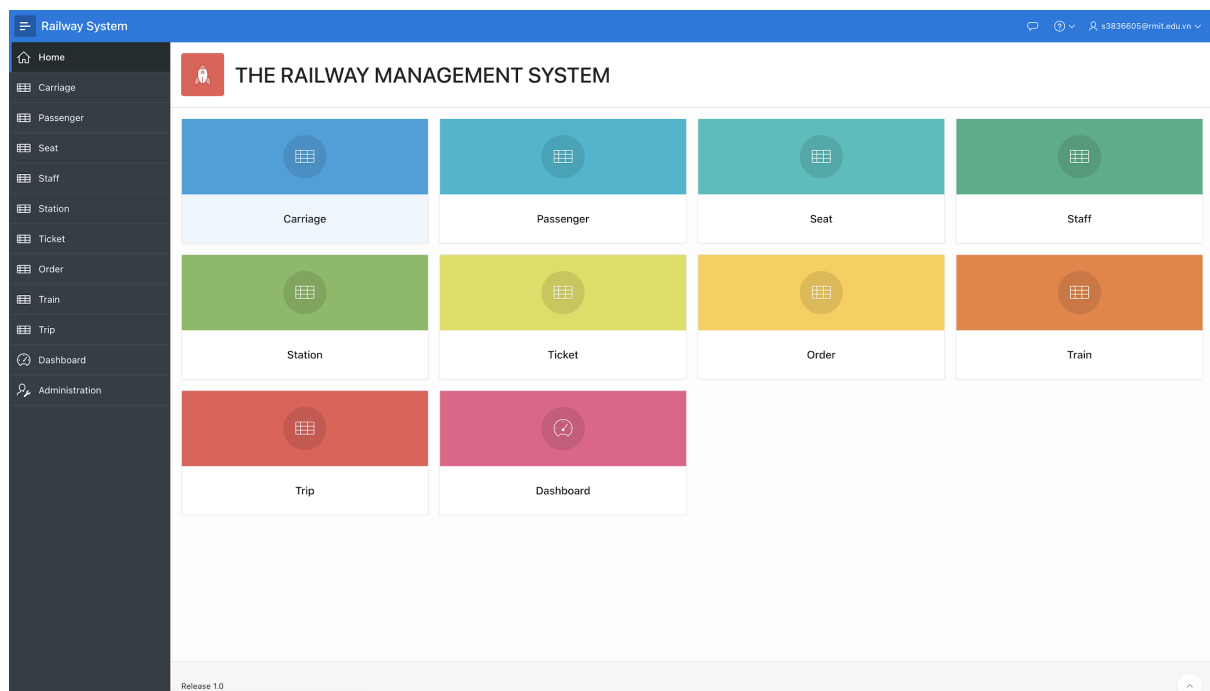 Railway System
s3836605@rmit.edu.vn
Home
Carriage
Passenger
Seat
Staff
Station
Ticket
Order
Train
Trip
Dashboard
Administration
THE RAILWAY MANAGEMENT SYSTEM
Carriage
Passenger
Seat
Staff
Station
Ticket
Order
Train
Trip
Dashboard
Release 1.0